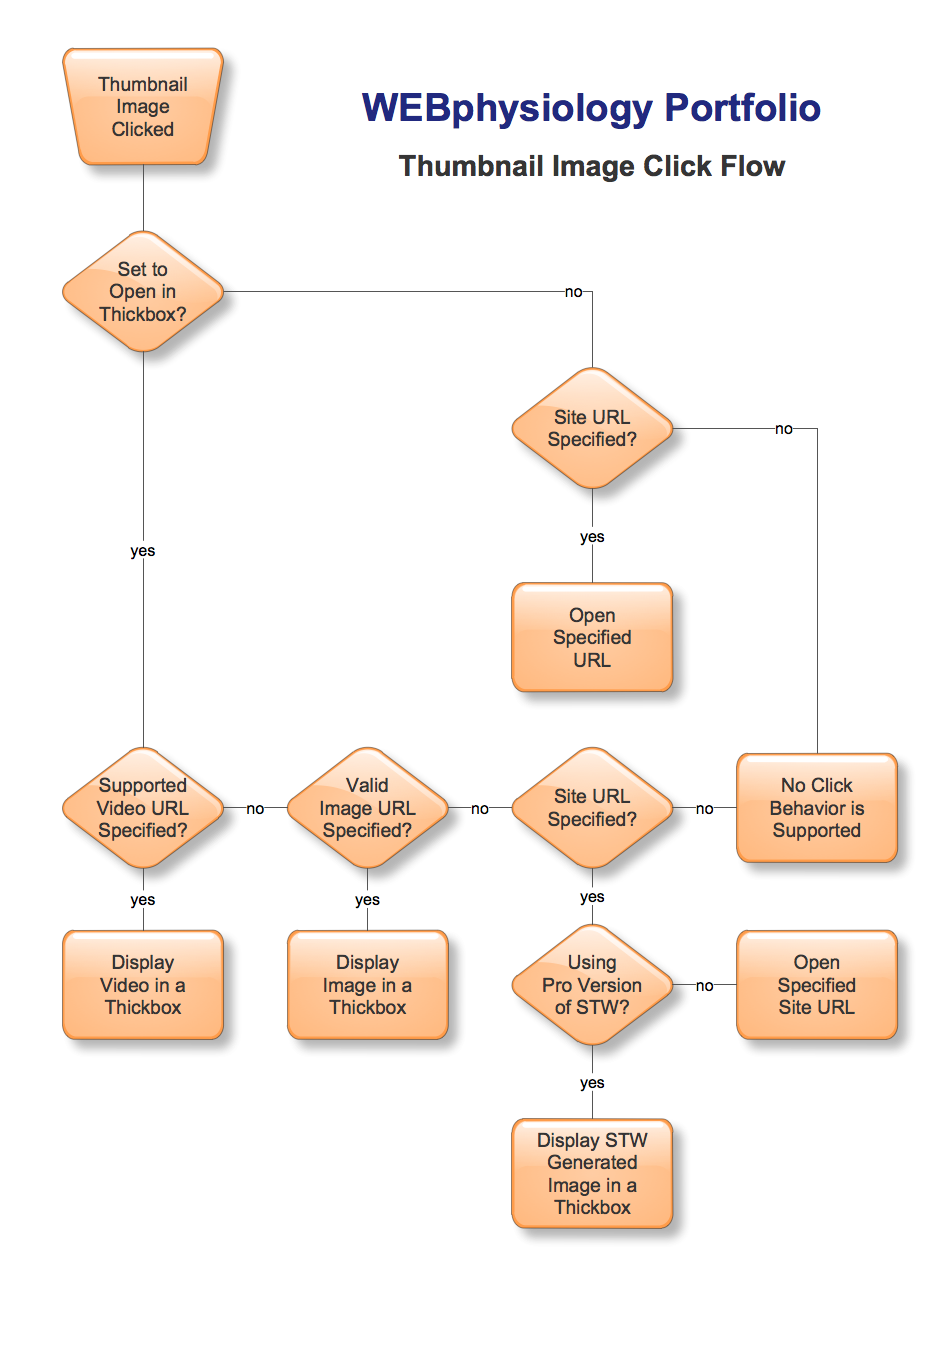 WEBphysiology Portfolio
Thumbnail Image Click Flow
Thumbnail
Image
Clicked
Set to
Open in
Thickbox?
no
Site URL
Specified?
no
yes
yes
Open
Specified
URL
Supported
Video URL
Specified?
no
Valid
Image URL
Specified?
no
Site URL
Specified?
no
No Click
Behavior is
Supported
yes
yes
yes
Display
Video in a
Thickbox
Display
Image in a
Thickbox
Using
Pro Version
of STW?
no
Open
Specified
Site URL
yes
Display STW
Generated
Image in a
Thickbox